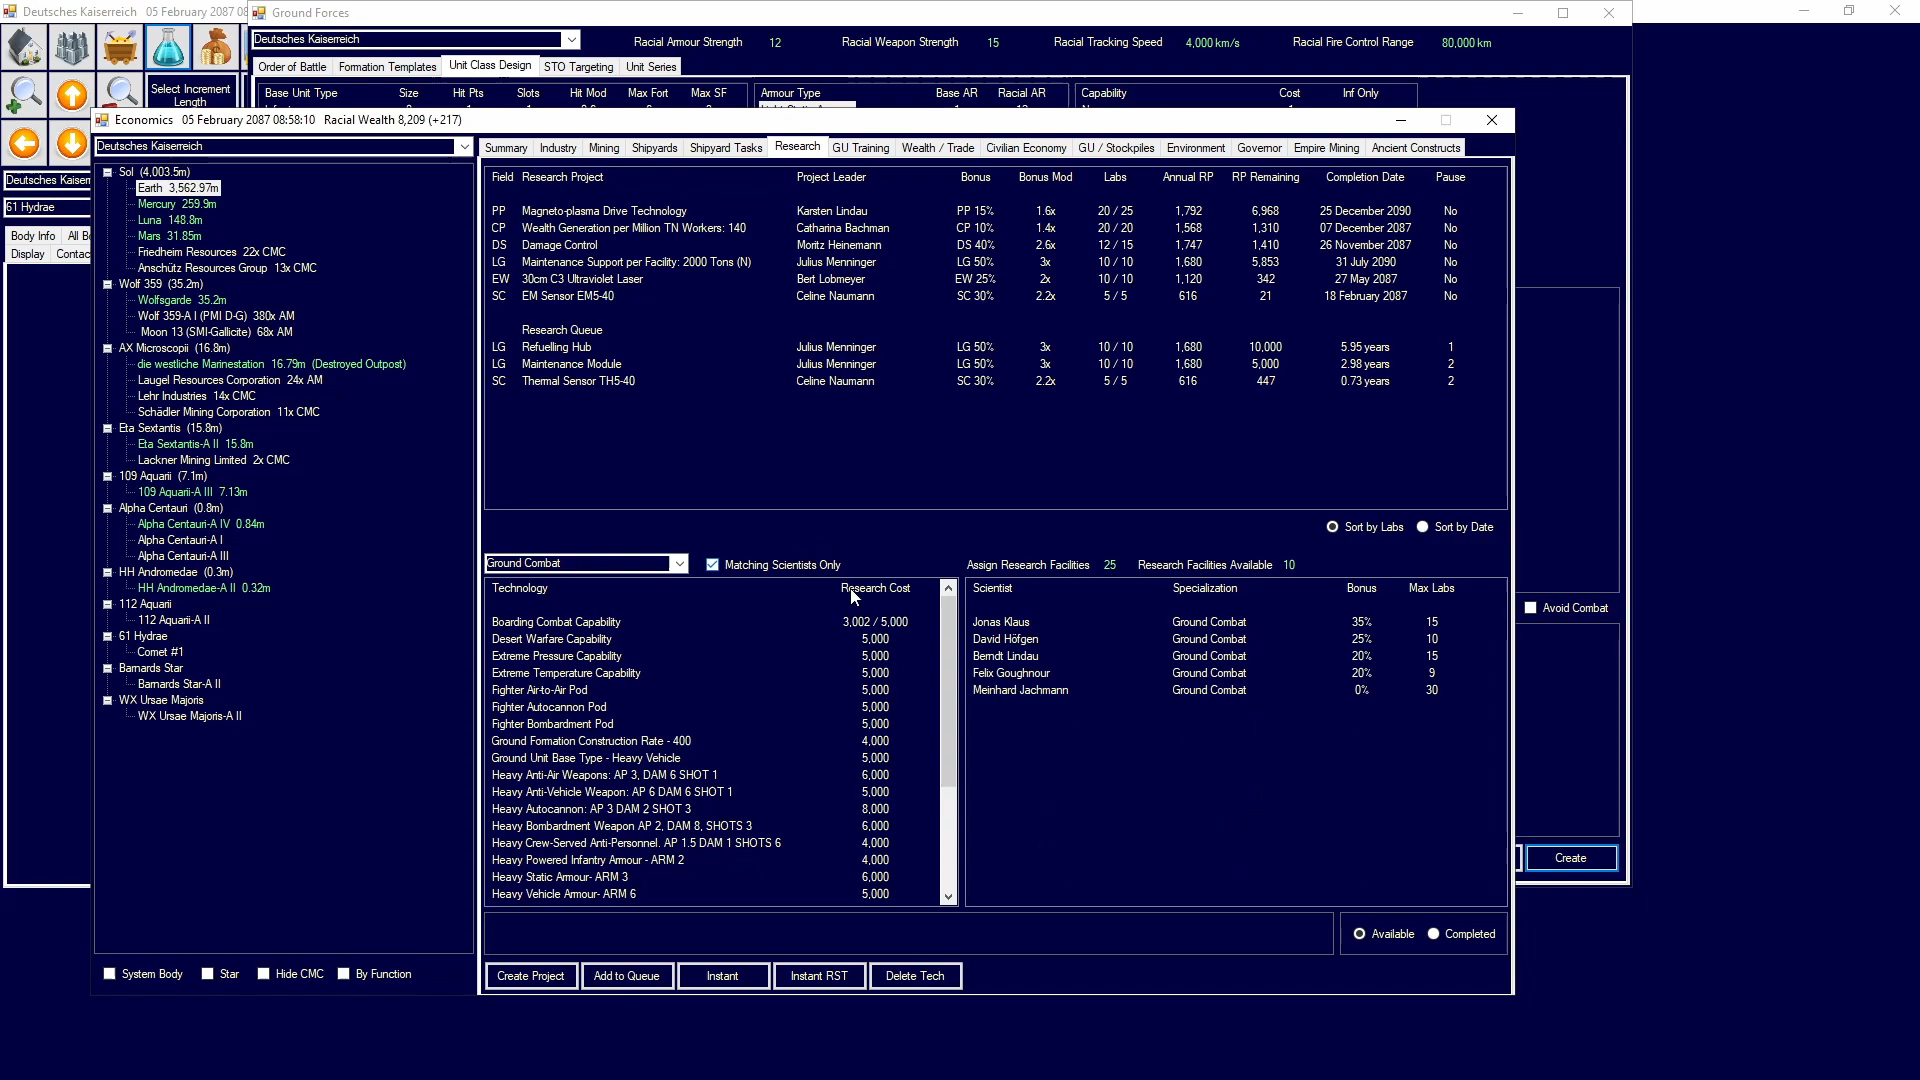 Deutsches Kaiserreich   05 February 2087 08
Ground Forces
Deutsches Kaiserreich
Racial Armour Strength 12 Racial Weapon Strength 15 Racial Tracking Speed 4,000 km/s Racial Fire Control Range 80,000 km
Order of Battle Formation Templates Unit Class Design STO Targeting Unit Series
Select Increment Length
Base Unit Type Size Hit Pts Slots Hit Mod Max Fort Max SF Armour Type Base AR Racial AR Capability Cost Inf Only
Economics 05 February 2087 08:58:10 Racial Wealth 8,209 (+217)
Deutsches Kaiserreich
Summary Industry Mining Shipyards Shipyard Tasks Research GU Training Wealth / Trade Civilian Economy GU / Stockpiles Environment Governor Empire Mining Ancient Constructs
Deutsches Kaisen
61 Hydrae
Body Info All Bo
Display Contac
Sol (4,003.5m)
Earth 3,562.97m
Mercury 259.9m
Luna 148.8m
Mars 31.85m
Friedheim Resources 22x CMC
Anschütz Resources Group 13x CMC
Wolf 359 (35.2m)
Wolfsgarde 35.2m
Wolf 359-A I (PMI D-G) 380x AM
Moon 13 (SMI-Gallicite) 68x AM
AX Microscopii (16.8m)
die westliche Marinestation 16.79m (Destroyed Outpost)
Laugel Resources Corporation 24x AM
Lehr Industries 14x CMC
Schädler Mining Corporation 11x CMC
Eta Sextantis (15.8m)
Eta Sextantis-A II 15.8m
Lackner Mining Limited 2x CMC
109 Aquarii (7.1m)
109 Aquarii-A III 7.13m
Alpha Centauri (0.8m)
Alpha Centauri-A IV 0.84m
Alpha Centauri-A I
Alpha Centauri-A III
HH Andromedae (0.3m)
HH Andromedae-A II 0.32m
112 Aquarii
112 Aquarii-A II
61 Hydrae
Comet #1
Barnards Star
Barnards Star-A II
WX Ursae Majoris
WX Ursae Majoris-A II
System Body Star Hide CMC By Function
Field Research Project Project Leader Bonus Bonus Mod Labs Annual RP RP Remaining Completion Date Pause
PP Magneto-plasma Drive Technology Karsten Lindau PP 15% 1.6x 20 / 25 1,792 6,968 25 December 2090 No
CP Wealth Generation per Million TN Workers: 140 Catharina Bachman CP 10% 1.4x 20 / 20 1,568 1,310 07 December 2087 No
DS Damage Control Moritz Heinemann DS 40% 2.6x 12 / 15 1,747 1,410 26 November 2087 No
LG Maintenance Support per Facility: 2000 Tons (N) Julius Menninger LG 50% 3x 10 / 10 1,680 5,853 31 July 2090 No
EW 30cm C3 Ultraviolet Laser Bert Lobmeyer EW 25% 2x 10 / 10 1,120 342 27 May 2087 No
SC EM Sensor EM5-40 Celine Naumann SC 30% 2.2x 5 / 5 616 21 18 February 2087 No
Research Queue
LG Refuelling Hub Julius Menninger LG 50% 3x 10 / 10 1,680 10,000 5.95 years 1
LG Maintenance Module Julius Menninger LG 50% 3x 10 / 10 1,680 5,000 2.98 years 2
SC Thermal Sensor TH5-40 Celine Naumann SC 30% 2.2x 5 / 5 616 447 0.73 years 2
Sort by Labs Sort by Date
Ground Combat Matching Scientists Only Assign Research Facilities 25 Research Facilities Available 10
Technology Research Cost
Boarding Combat Capability 3,002 / 5,000
Desert Warfare Capability 5,000
Extreme Pressure Capability 5,000
Extreme Temperature Capability 5,000
Fighter Air-to-Air Pod 5,000
Fighter Autocannon Pod 5,000
Fighter Bombardment Pod 5,000
Ground Formation Construction Rate - 400 4,000
Ground Unit Base Type - Heavy Vehicle 5,000
Heavy Anti-Air Weapons: AP 3, DAM 6 SHOT 1 6,000
Heavy Anti-Vehicle Weapon: AP 6 DAM 6 SHOT 1 5,000
Heavy Autocannon: AP 3 DAM 2 SHOT 3 8,000
Heavy Bombardment Weapon AP 2, DAM 8, SHOTS 3 6,000
Heavy Crew-Served Anti-Personnel. AP 1.5 DAM 1 SHOTS 6 4,000
Heavy Powered Infantry Armour - ARM 2 4,000
Heavy Static Armour- ARM 3 6,000
Heavy Vehicle Armour- ARM 6 5,000
Scientist Specialization Bonus Max Labs
Jonas Klaus Ground Combat 35% 15
David Höfgen Ground Combat 25% 10
Berndt Lindau Ground Combat 20% 15
Felix Goughnour Ground Combat 20% 9
Meinhard Jachmann Ground Combat 0% 30
Available Completed
Create Project Add to Queue Instant Instant RST Delete Tech
Avoid Combat
Create